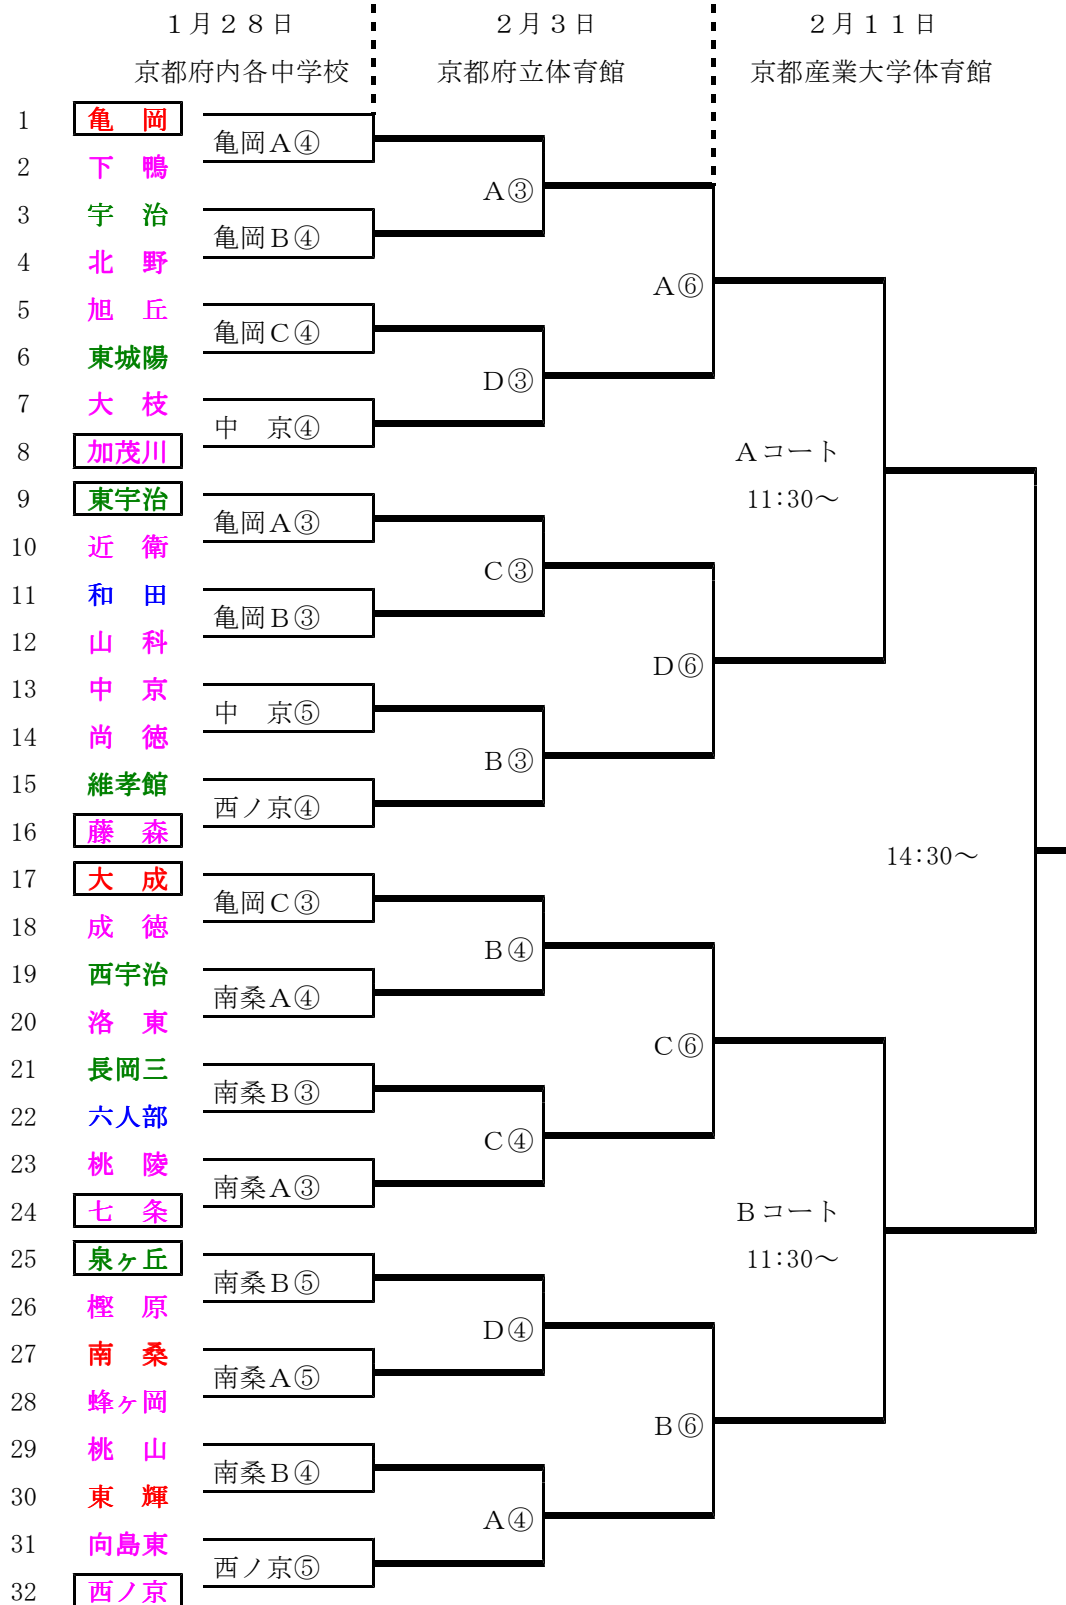 １月２８日　２月３日　２月１１日
京都府内各中学校　京都府立体育館　京都産業大学体育館
1 亀　岡
亀岡Ａ④
2 下　鴨
Ａ③
3 宇　治
亀岡Ｂ④
4 北　野
Ａ⑥
5 旭　丘
亀岡Ｃ④
6 東城陽
Ｄ③
7 大　枝
中　京④
8 加茂川
Ａコート
9 東宇治
11:30～
亀岡Ａ③
10 近　衛
Ｃ③
11 和　田
亀岡Ｂ③
12 山　科
Ｄ⑥
13 中　京
中　京⑤
14 尚　徳
Ｂ③
15 維孝館
西ノ京④
16 藤　森
14:30～
17 大　成
亀岡Ｃ③
18 成　徳
Ｂ④
19 西宇治
南桑Ａ④
20 洛　東
Ｃ⑥
21 長岡三
南桑Ｂ③
22 六人部
Ｃ④
23 桃　陵
南桑Ａ③
24 七　条
Ｂコート
25 泉ヶ丘
11:30～
南桑Ｂ⑤
26 樫　原
Ｄ④
27 南　桑
南桑Ａ⑤
28 蜂ヶ岡
Ｂ⑥
29 桃　山
南桑Ｂ④
30 東　輝
Ａ④
31 向島東
西ノ京⑤
32 西ノ京